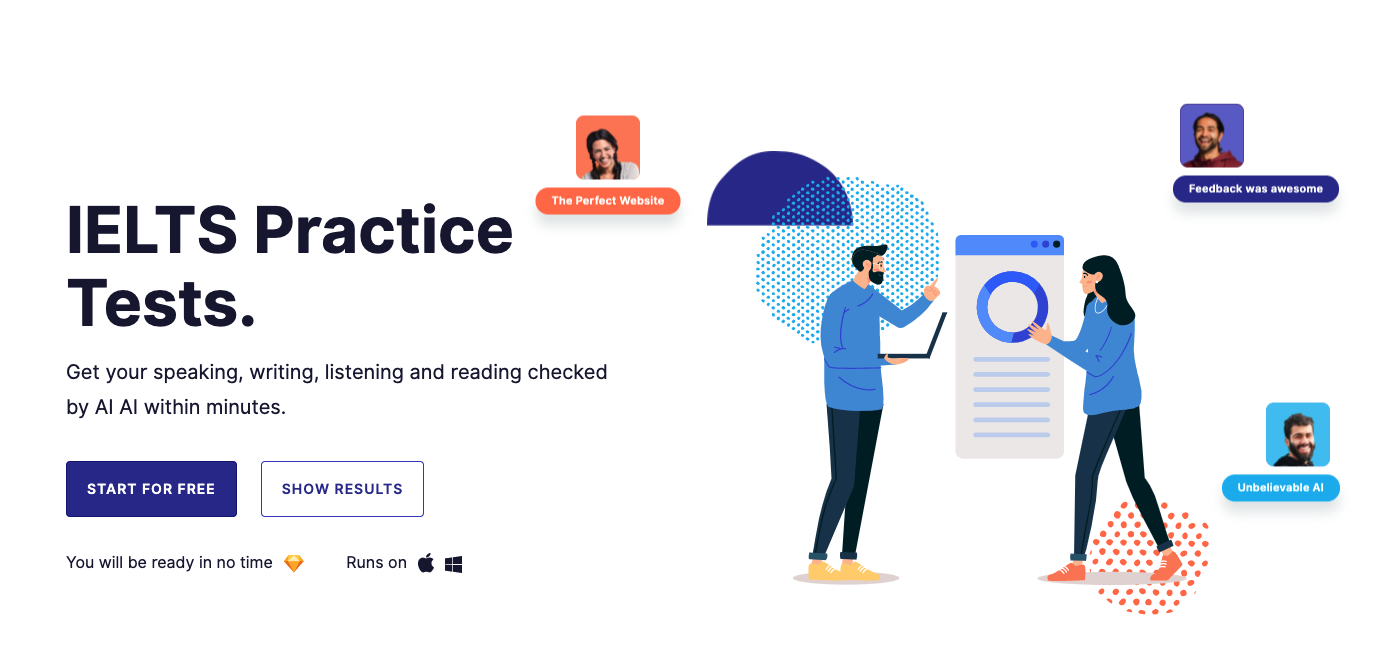 The Perfect Website
Feedback was awesome
IELTS Practice
Tests.
Get your speaking, writing, listening and reading checked
by AI AI within minutes.
START FOR FREE
SHOW RESULTS
Unbelievable AI
You will be ready in no time
Runs on